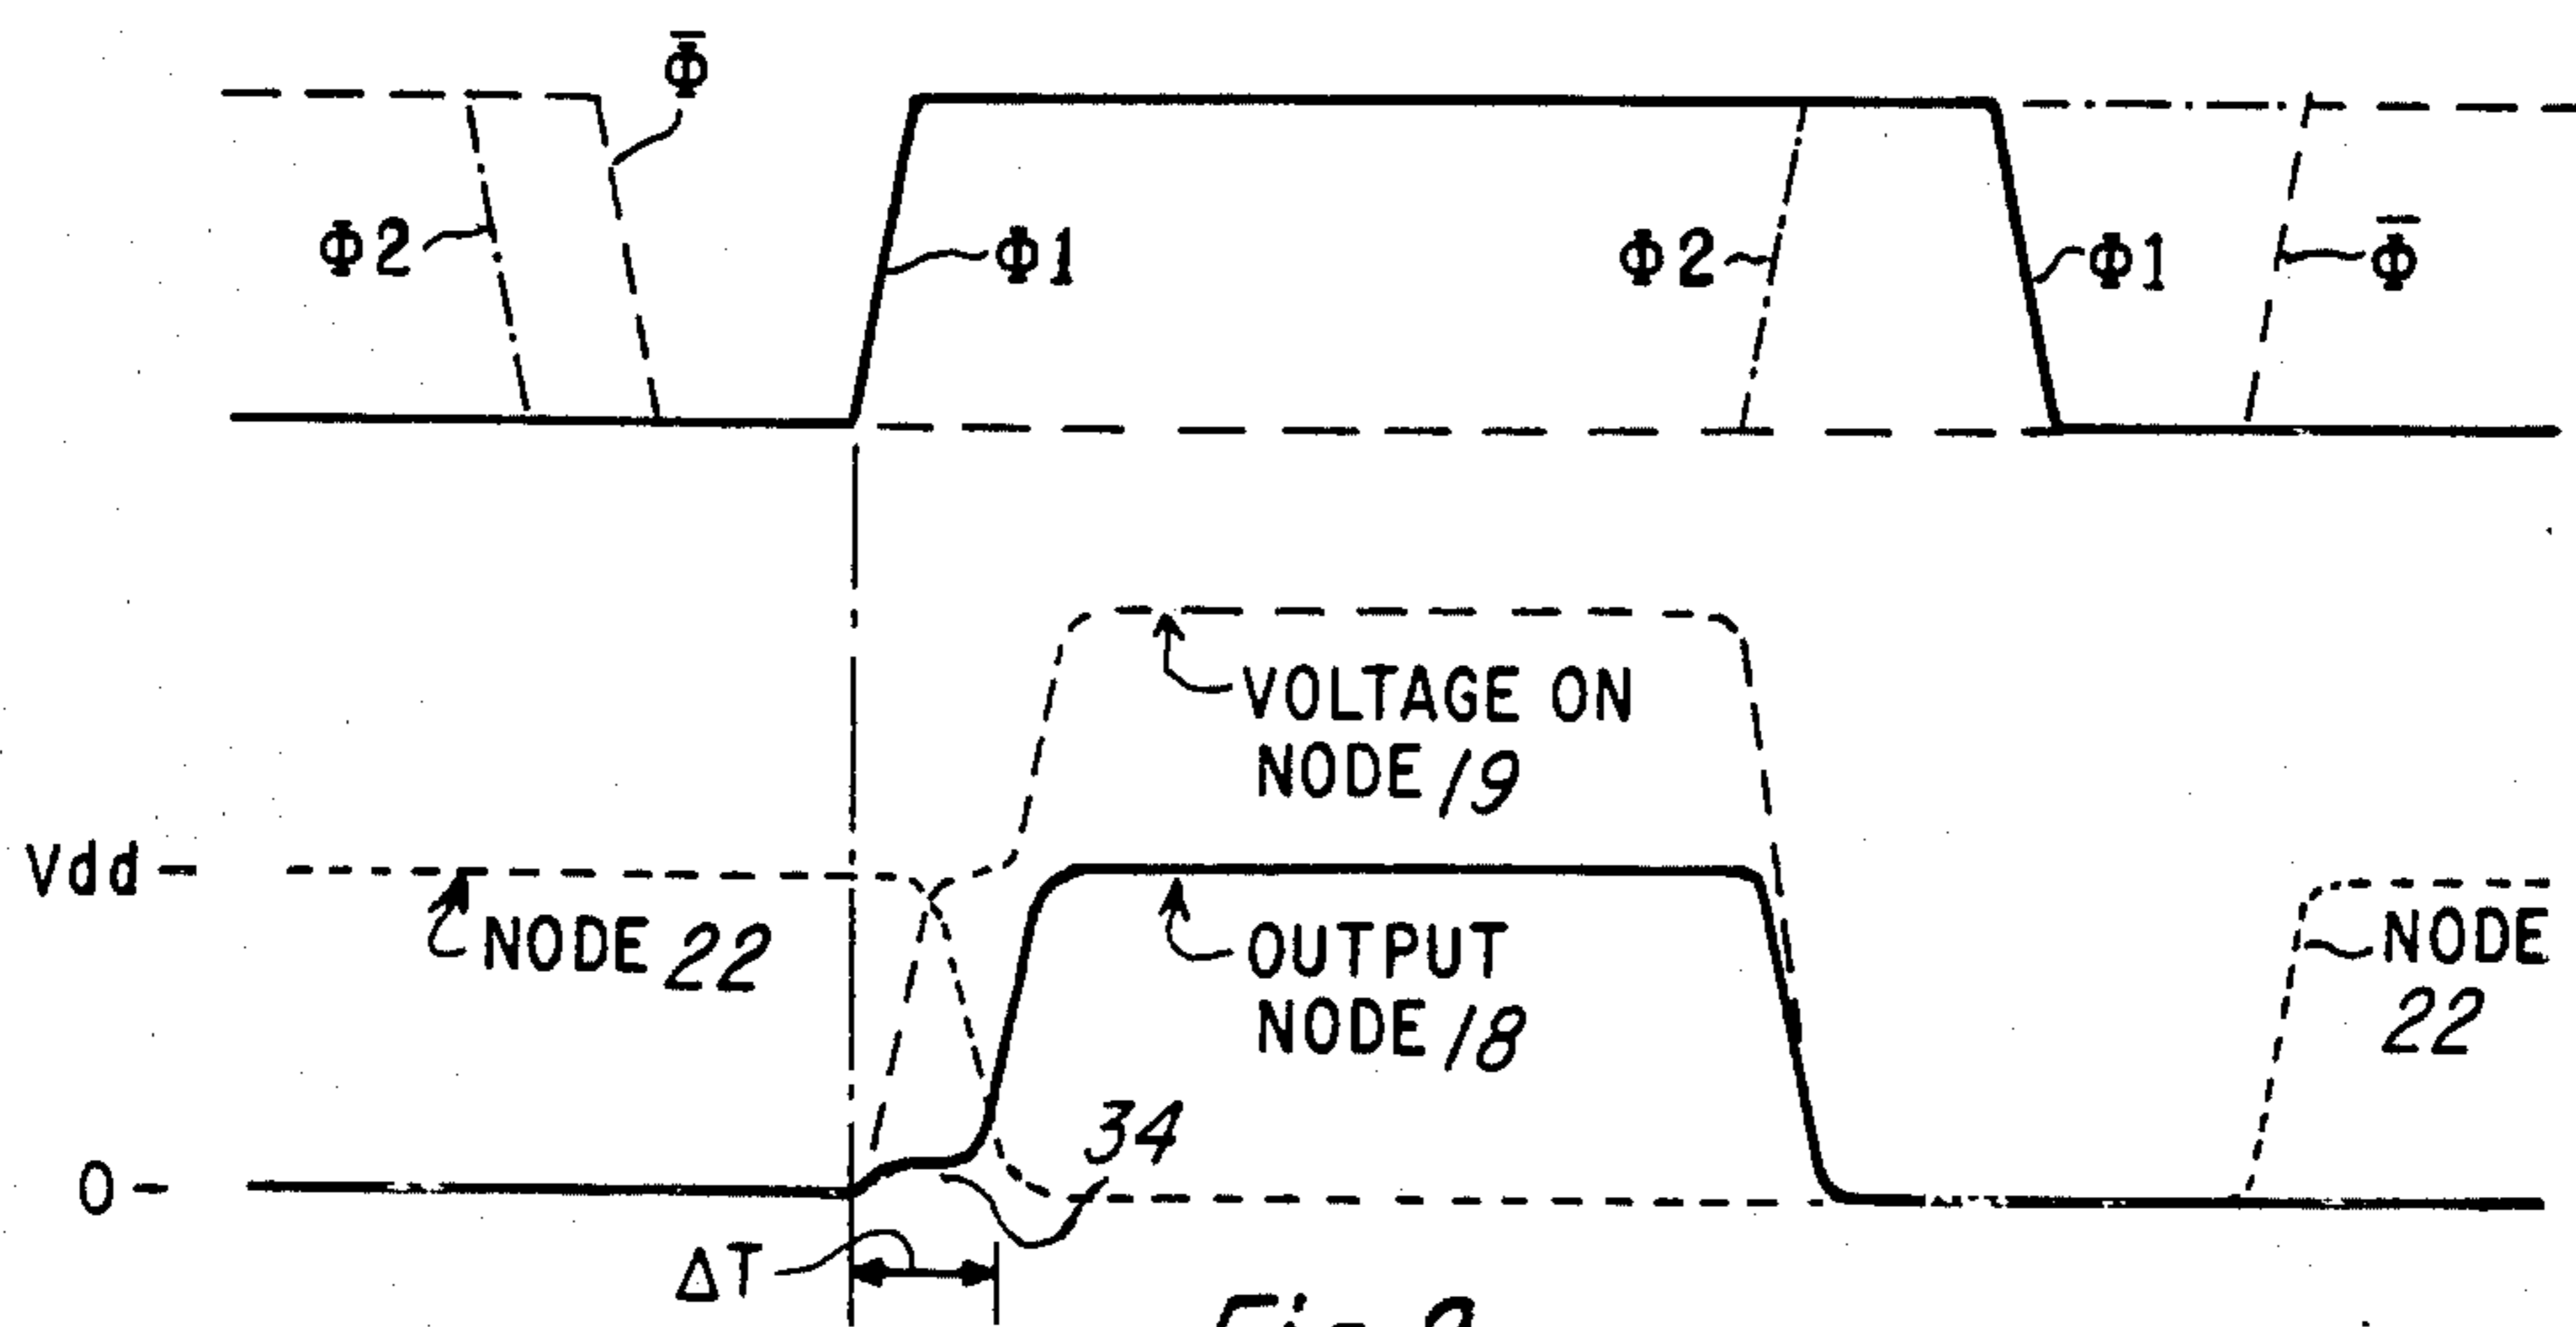 Φ̄
Φ2
Φ1
Φ2
Φ1
Φ̄
VOLTAGE ON
NODE 19
Vdd -
NODE 22
OUTPUT
NODE 18
NODE
22
34
0 -
ΔT